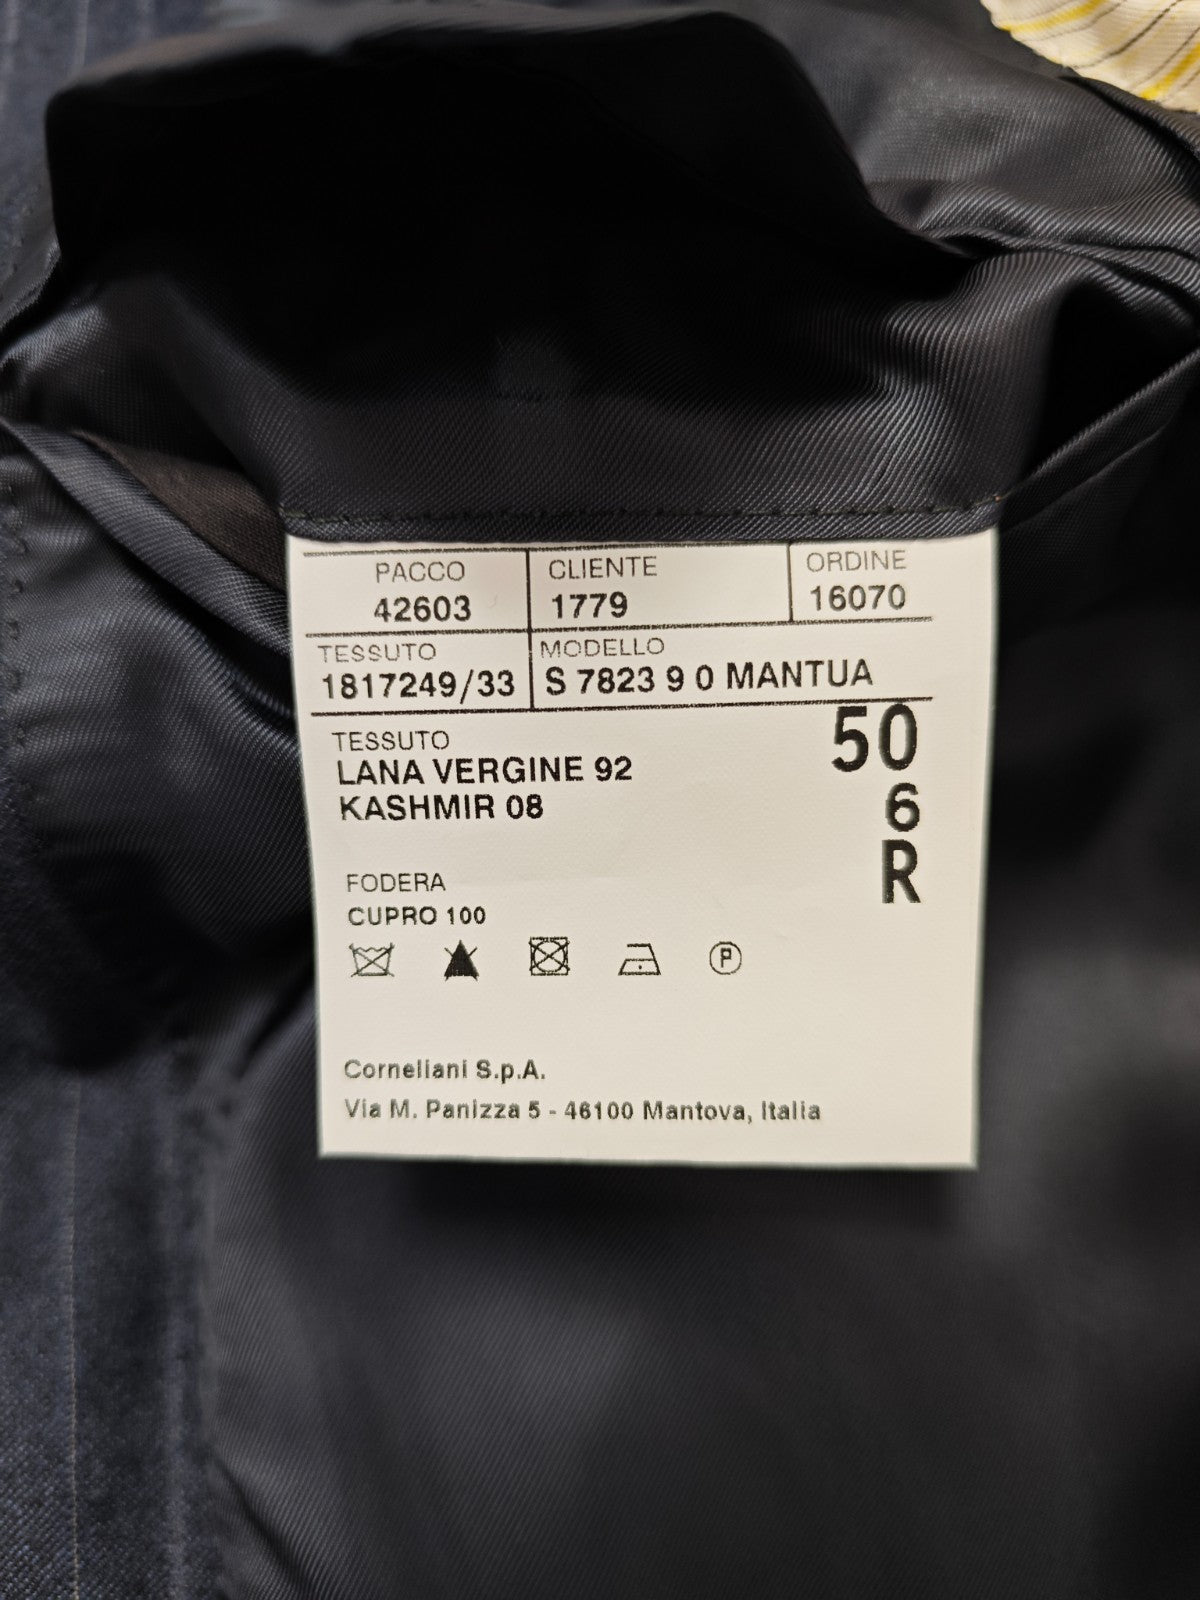 PACCO CLIENTE ORDINE
42603 1779 16070
TESSUTO MODELLO
1817249/33 S 7823 9 0 MANTUA
50
TESSUTO
LANA VERGINE 92
KASHMIR 08
6
R
FODERA
CUPRO 100
P
Corneliani S.p.A.
Via M. Panizza 5 - 46100 Mantova, Italia